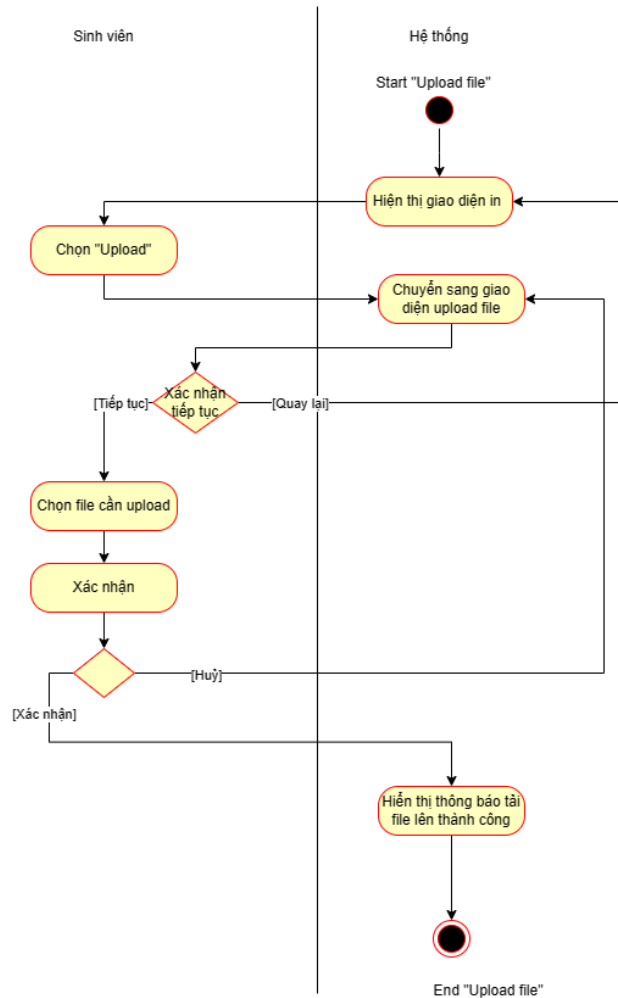 Sinh viên
Hệ thống
Start "Upload file"
Hiện thị giao diện in
Chọn "Upload"
Chuyển sang giao
diện upload file
Xác nhận
tiếp tục
[Tiếp tục]
[Quay lại]
Chọn file cần upload
Xác nhận
[Huỷ]
[Xác nhận]
Hiển thị thông báo tải
file lên thành công
End "Upload file"